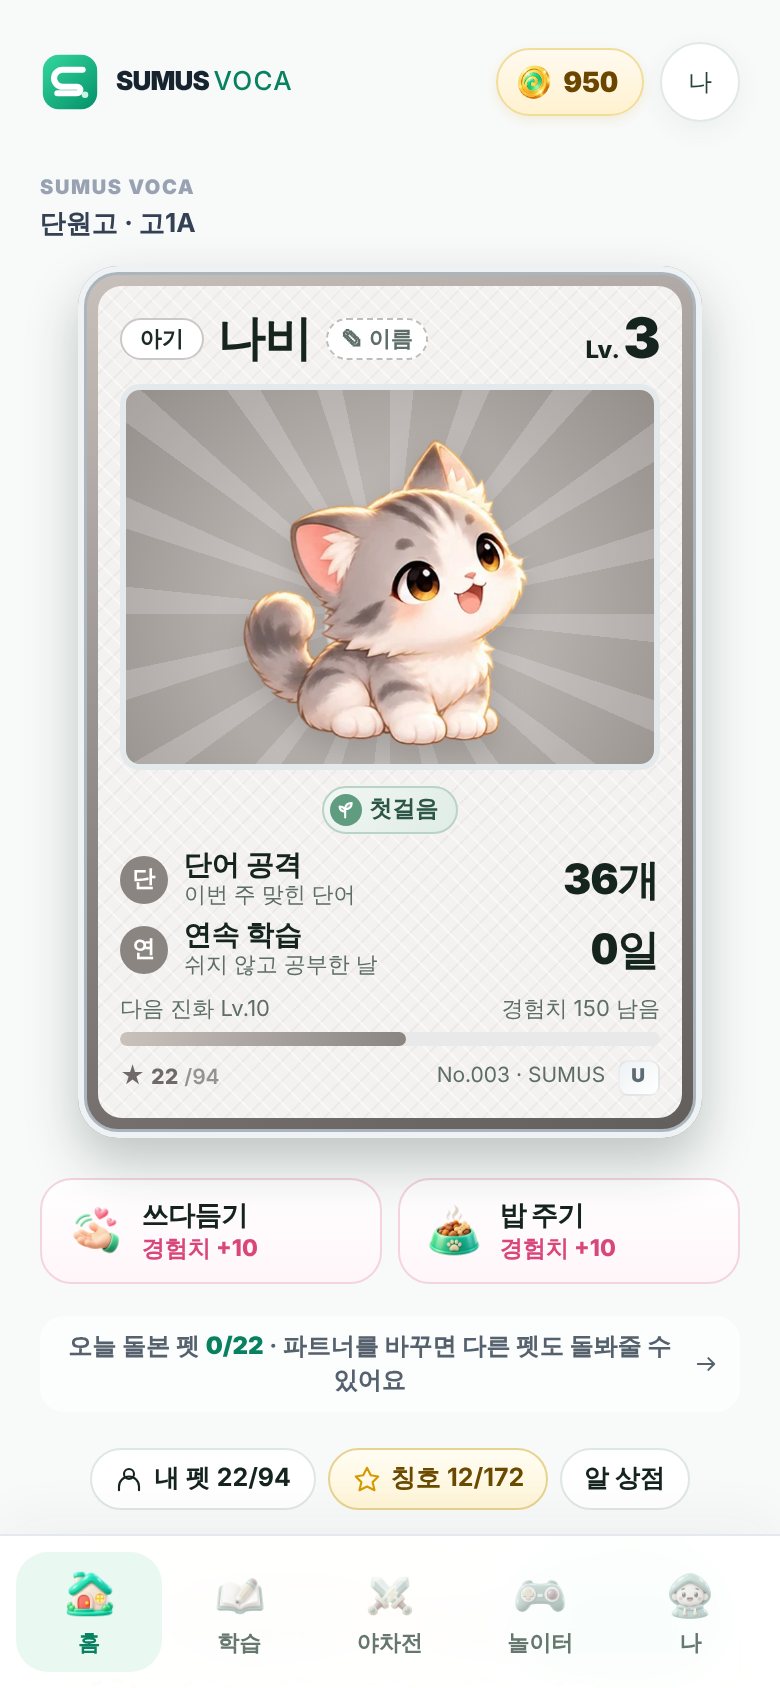 SUMUS VOCA
950
나
SUMUS VOCA
단원고 · 고1A
아기 나비 이름 Lv. 3
첫걸음
단 단어 공격 36개
이번 주 맞힌 단어
연 연속 학습 0일
쉬지 않고 공부한 날
다음 진화 Lv.10 경험치 150 남음
★ 22 /94 No.003 · SUMUS U
쓰다듬기
경험치 +10
밥 주기
경험치 +10
오늘 돌본 펫 0/22 · 파트너를 바꾸면 다른 펫도 돌봐줄 수
있어요 →
내 펫 22/94 칭호 12/172 알 상점
홈 학습 야차전 놀이터 나